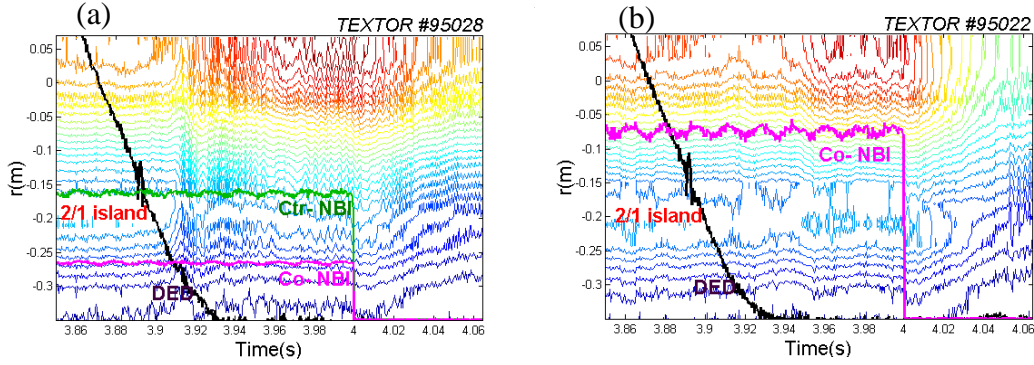 (a)
TEXTOR #95028
0.05
0
-0.05
-0.1
-0.15
-0.2
-0.25
-0.3
r(m)
Ctr- NBI
2/1 island
Co- NBI
DED
3.86 3.88 3.9 3.92 3.94 3.96 3.98 4 4.02 4.04 4.06
Time(s)
(b)
TEXTOR #95022
0.05
0
-0.05
-0.1
-0.15
-0.2
-0.25
-0.3
r(m)
Co- NBI
2/1 island
DED
3.86 3.88 3.9 3.92 3.94 3.96 3.98 4 4.02 4.04 4.06
Time(s)